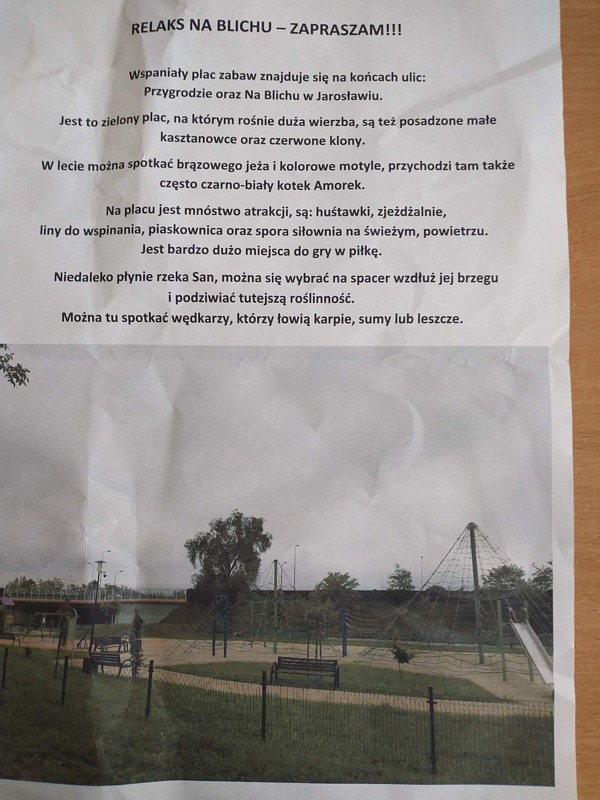 RELAKS NA BLICHU – ZAPRASZAM!!!
Wspaniały plac zabaw znajduje się na końcach ulic:
Przygrodzie oraz Na Blichu w Jarosławiu.
Jest to zielony plac, na którym rośnie duża wierzba, są też posadzone małe
kasztanowce oraz czerwone klony.
W lecie można spotkać brązowego jeża i kolorowe motyle, przychodzi tam także
często czarno-biały kotek Amorek.
Na placu jest mnóstwo atrakcji, są: huśtawki, zjeżdżalnie,
liny do wspinania, piaskownica oraz spora siłownia na świeżym, powietrzu.
Jest bardzo dużo miejsca do gry w piłkę.
Niedaleko płynie rzeka San, można się wybrać na spacer wzdłuż jej brzegu
i podziwiać tutejszą roślinność.
Można tu spotkać wędkarzy, którzy łowią karpie, sumy lub leszcze.